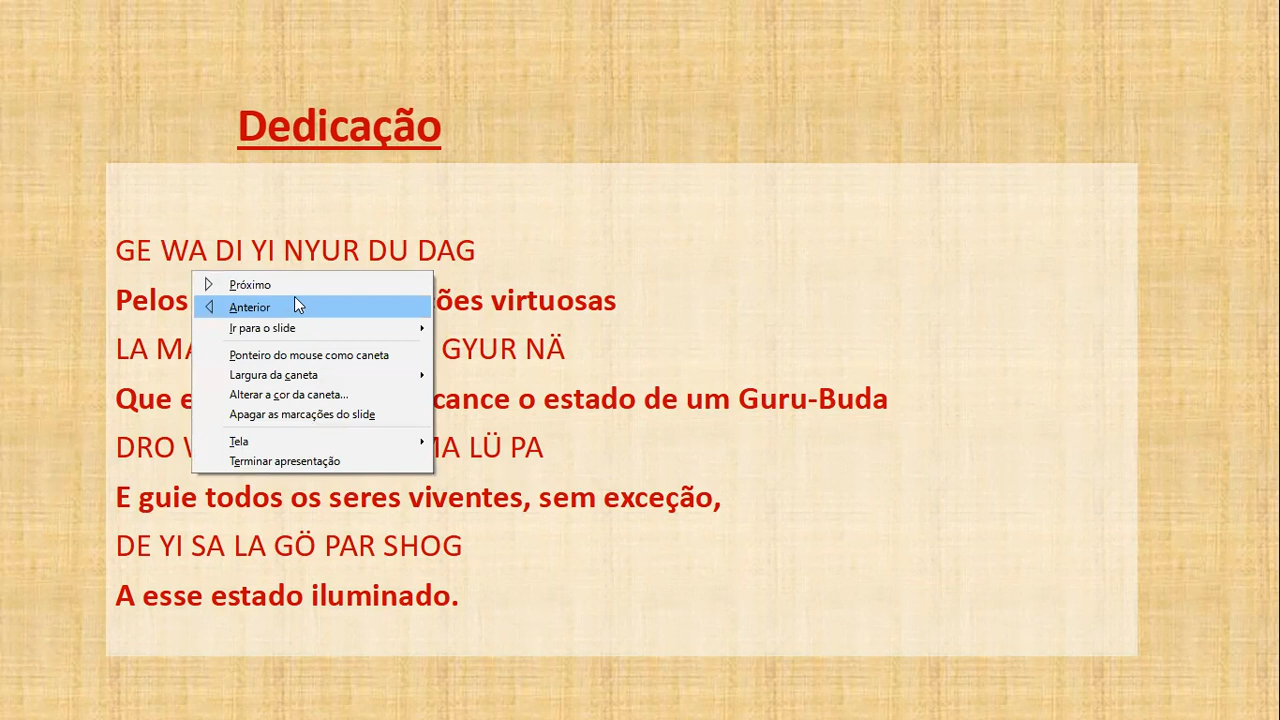 Dedicação
GE WA DI YI NYUR DU DAG
Pelos ões virtuosas
LA MA GYUR NÄ
Que e cance o estado de um Guru-Buda
DRO MA LÜ PA
E guie todos os seres viventes, sem exceção,
DE YI SA LA GÖ PAR SHOG
A esse estado iluminado.
Próximo
Anterior
Ir para o slide
Ponteiro do mouse como caneta
Largura da caneta
Alterar a cor da caneta...
Apagar as marcações do slide
Tela
Terminar apresentação